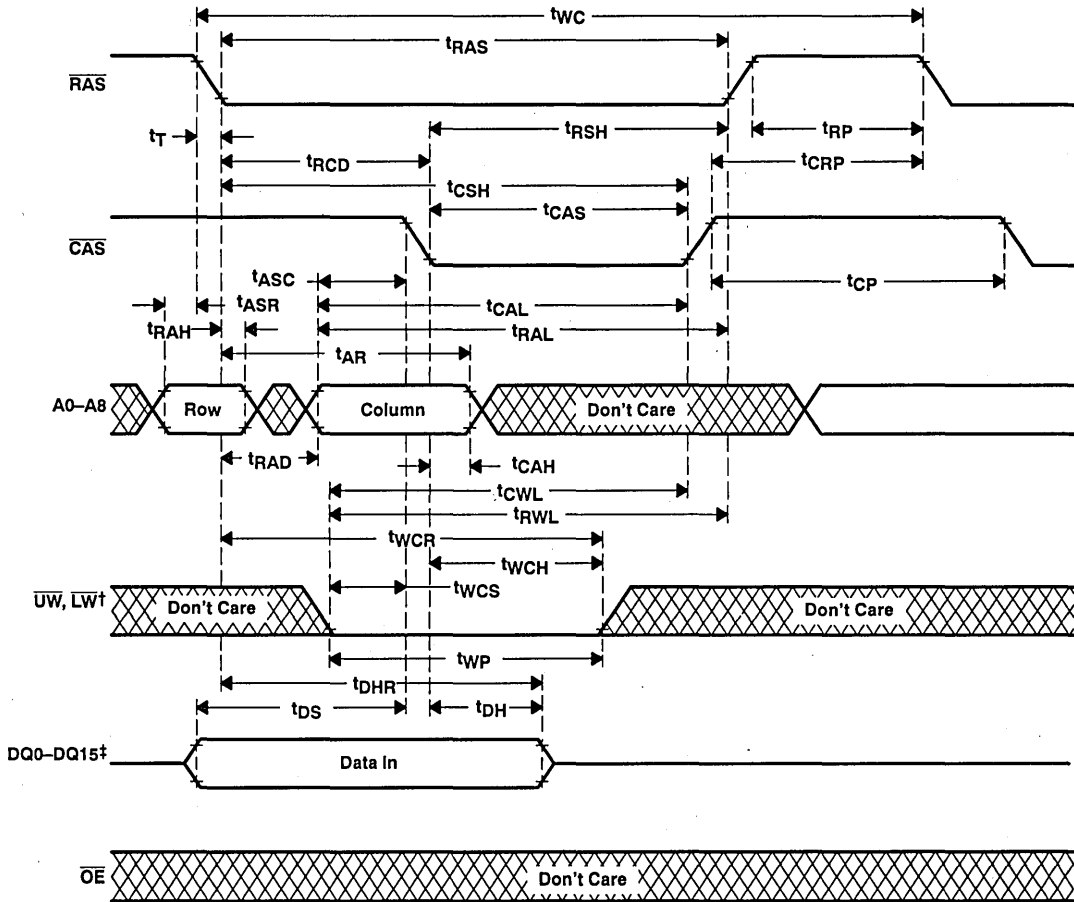 tWC
tRAS
RAS
tT
tRSH
tRP
tRCD
tCRP
tCSH
tCAS
CAS
tASC
tCP
tASR
tCAL
tRAH
tRAL
tAR
A0–A8
Row
Column
Don't Care
tRAD
tCAH
tCWL
tRWL
tWCR
tWCH
UW, LW†
Don't Care
tWCS
Don't Care
tWP
tDHR
tDS
tDH
DQ0–DQ15‡
Data In
OE
Don't Care